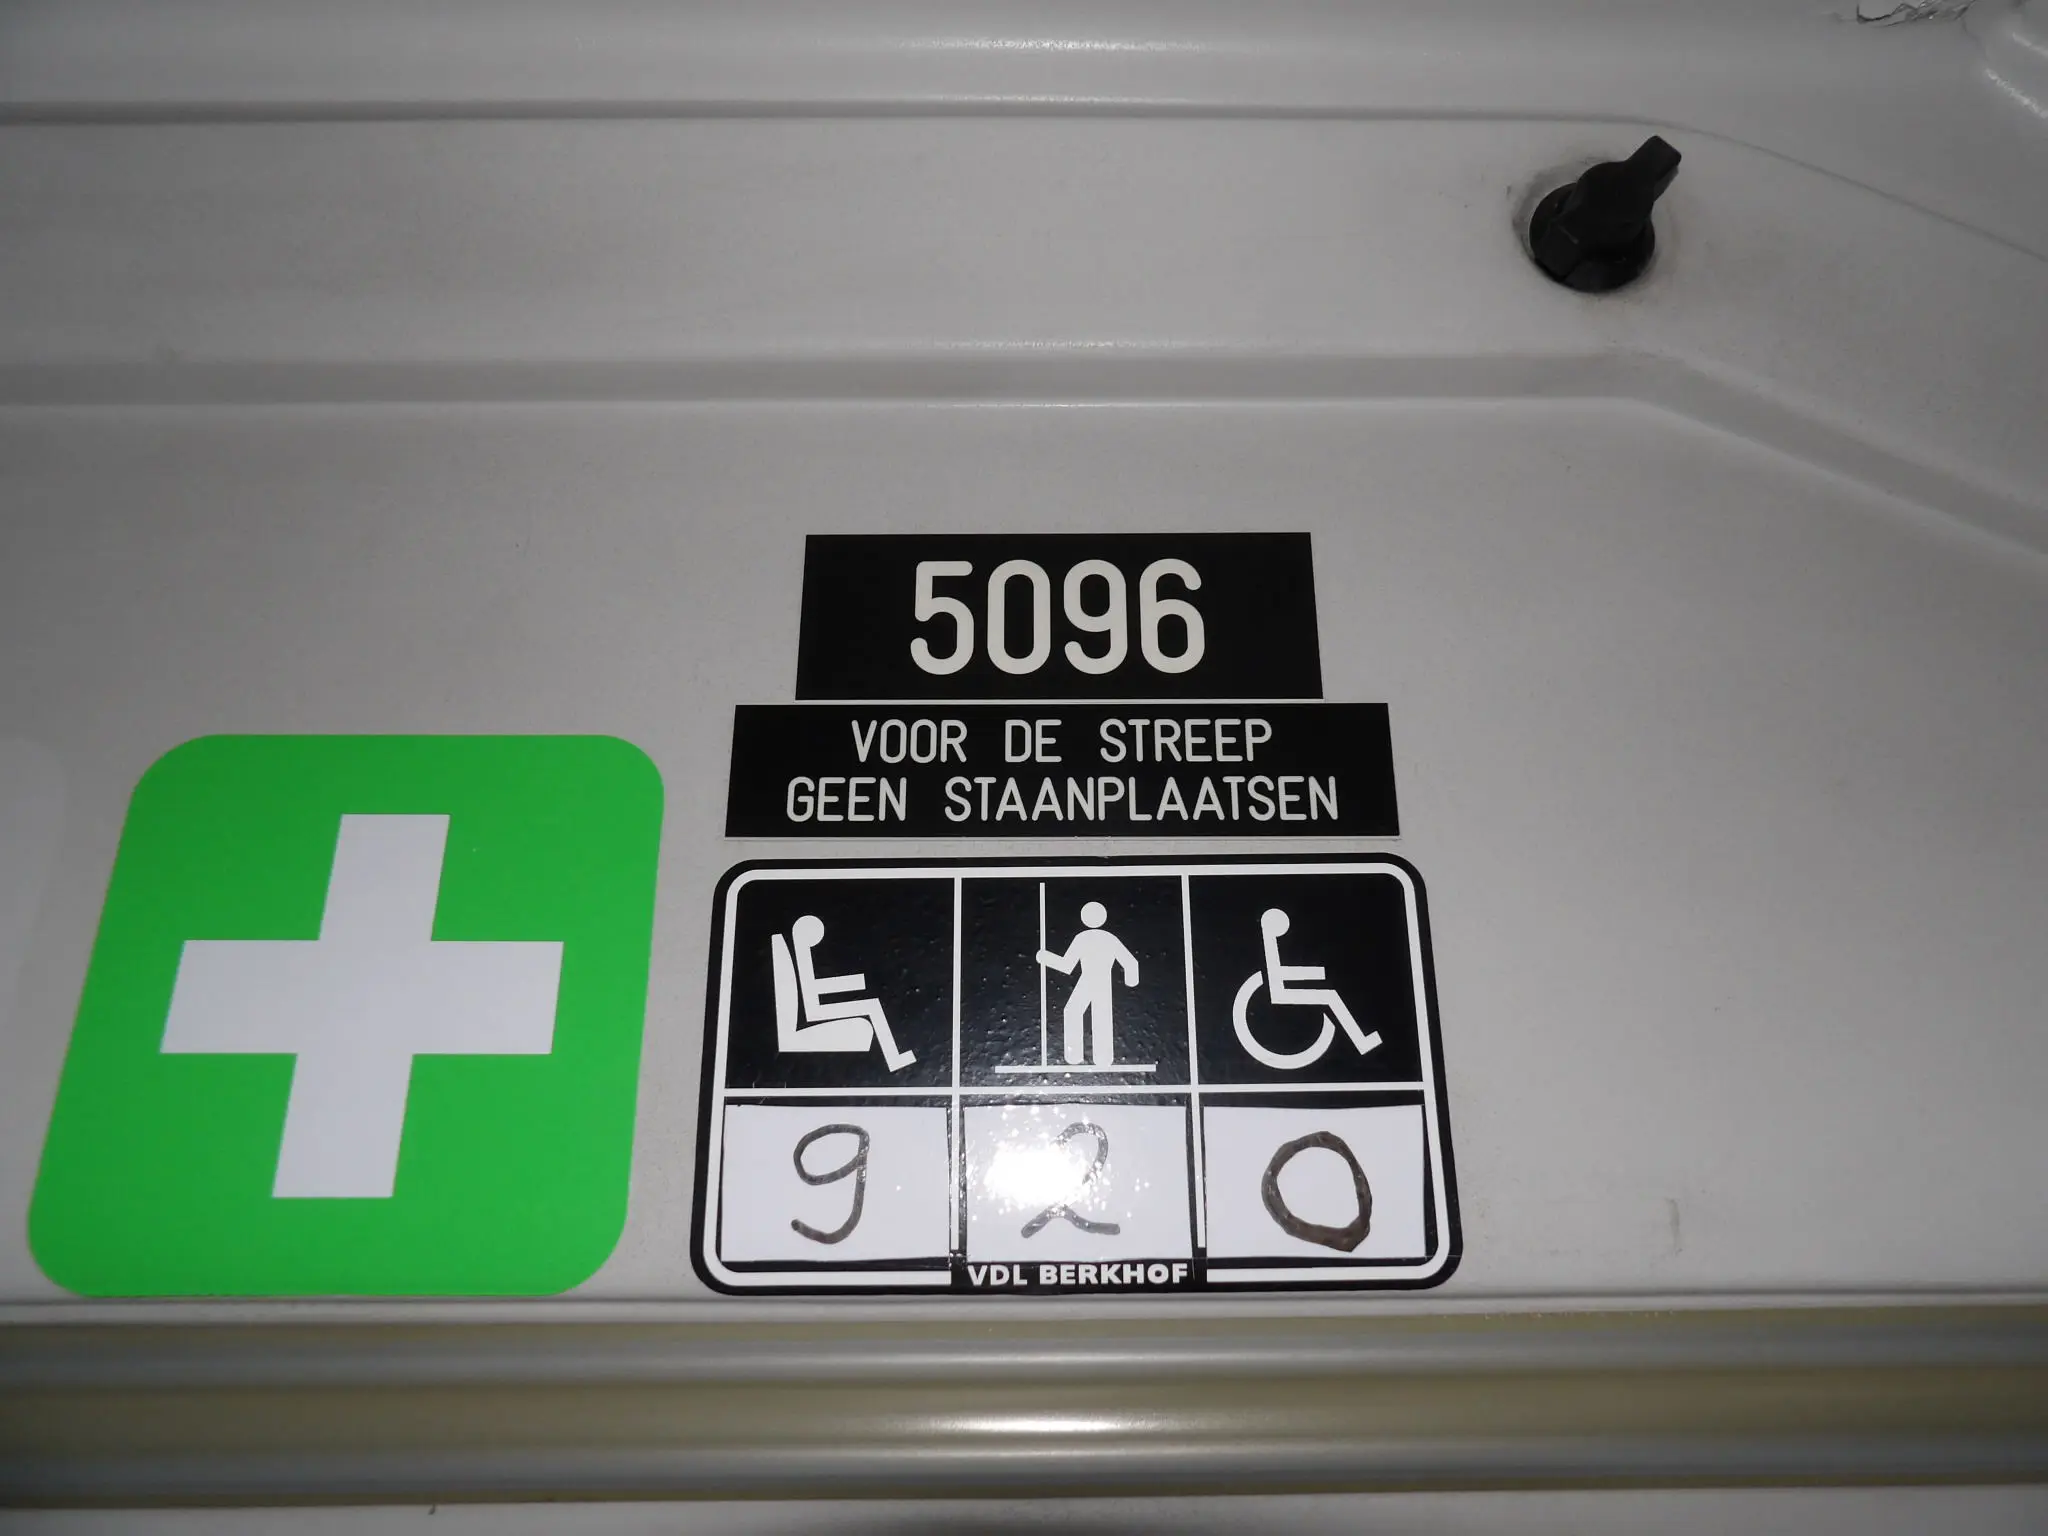 5096
VOOR DE STREEP
GEEN STAANPLAATSEN
9 2 0
VDL BERKHOF